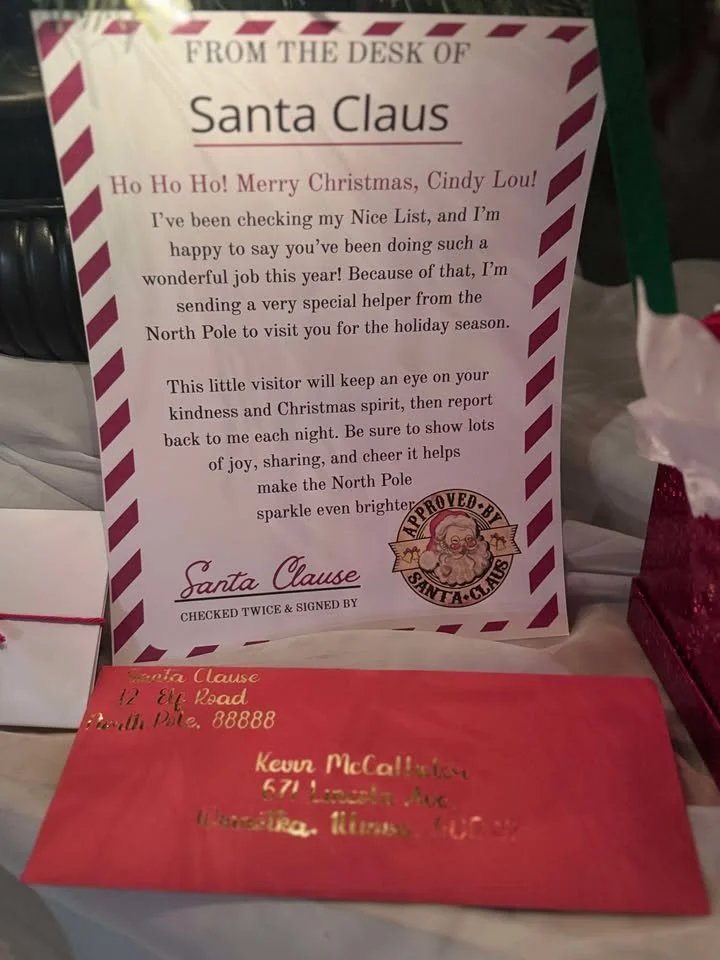 FROM THE DESK OF
Santa Claus
Ho Ho Ho! Merry Christmas, Cindy Lou!
I've been checking my Nice List, and I'm
happy to say you've been doing such a
wonderful job this year! Because of that, I'm
sending a very special helper from the
North Pole to visit you for the holiday season.
This little visitor will keep an eye on your
kindness and Christmas spirit, then report
back to me each night. Be sure to show lots
of joy, sharing, and cheer it helps
make the North Pole
sparkle even brighter
APPROVED BY
SANTA CLAUS
Santa Clause
CHECKED TWICE & SIGNED BY
Santa Clause
12 Elf Road
North Pole, 88888
Kevin McCallister
671 Lincoln Ave